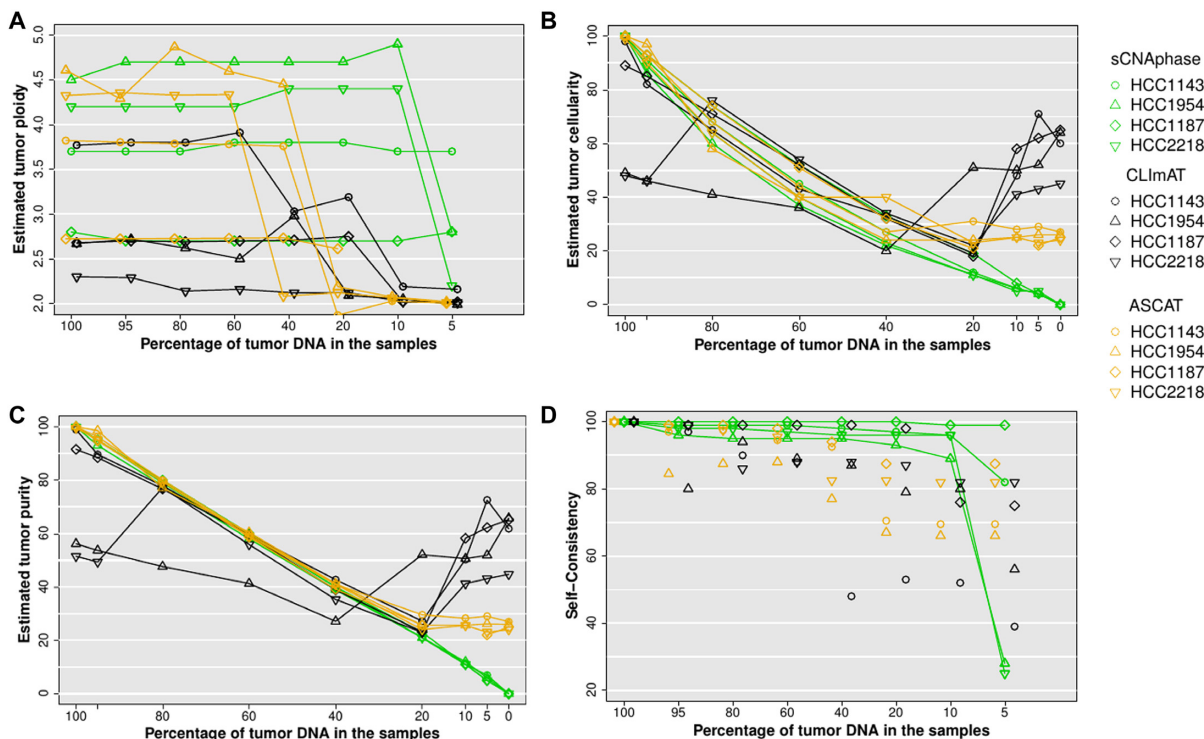 A
5.0
4.5
4.0
3.5
3.0
2.5
2.0
Estimated tumor ploidy
100 95 80 60 40 20 10 5
Percentage of tumor DNA in the samples
B
100
80
60
40
20
0
Estimated tumor cellularity
100 80 60 40 20 10 5 0
Percentage of tumor DNA in the samples
sCNAphase
HCC1143
HCC1954
HCC1187
HCC2218
CLImAT
HCC1143
HCC1954
HCC1187
HCC2218
ASCAT
HCC1143
HCC1954
HCC1187
HCC2218
C
100
80
60
40
20
0
Estimated tumor purity
100 80 60 40 20 10 5 0
Percentage of tumor DNA in the samples
D
100
80
60
40
20
Self−Consistency
100 95 80 60 40 20 10 5
Percentage of tumor DNA in the samples